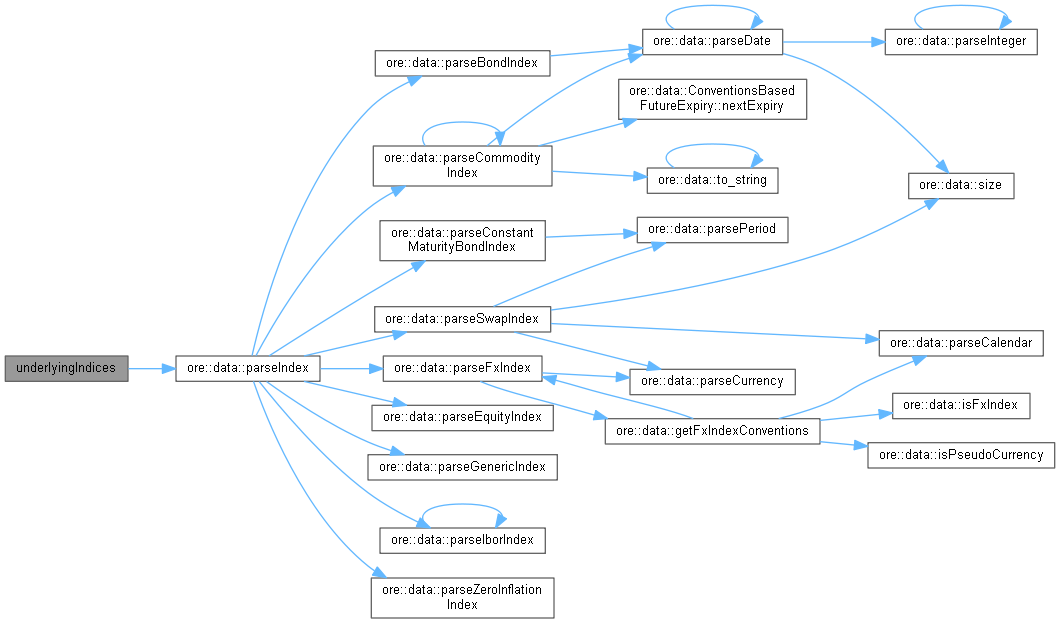 underlyingIndices
ore::data::parseIndex
ore::data::parseBondIndex
ore::data::parseCommodity
Index
ore::data::parseConstant
MaturityBondIndex
ore::data::parseSwapIndex
ore::data::parseFxIndex
ore::data::parseEquityIndex
ore::data::parseGenericIndex
ore::data::parseIborIndex
ore::data::parseZeroInflation
Index
ore::data::parseDate
ore::data::ConventionsBased
FutureExpiry::nextExpiry
ore::data::to_string
ore::data::parsePeriod
ore::data::parseCurrency
ore::data::getFxIndexConventions
ore::data::parseInteger
ore::data::size
ore::data::parseCalendar
ore::data::isFxIndex
ore::data::isPseudoCurrency